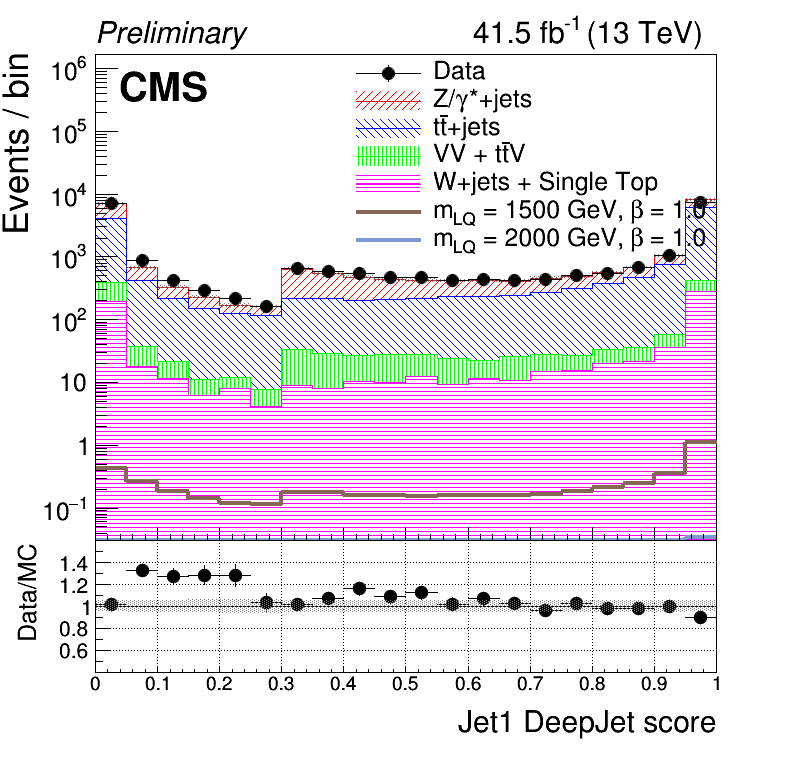 Preliminary 41.5 fb⁻¹ (13 TeV)
CMS
Events / bin
10⁶
10⁵
10⁴
10³
10²
10
1
10⁻¹
Data
Z/γ*+jets
tt̄+jets
VV + tt̄V
W+jets + Single Top
m_LQ = 1500 GeV, β = 1.0
m_LQ = 2000 GeV, β = 1.0
Data/MC
1.4
1.2
1
0.8
0.6
0 0.1 0.2 0.3 0.4 0.5 0.6 0.7 0.8 0.9 1
Jet1 DeepJet score